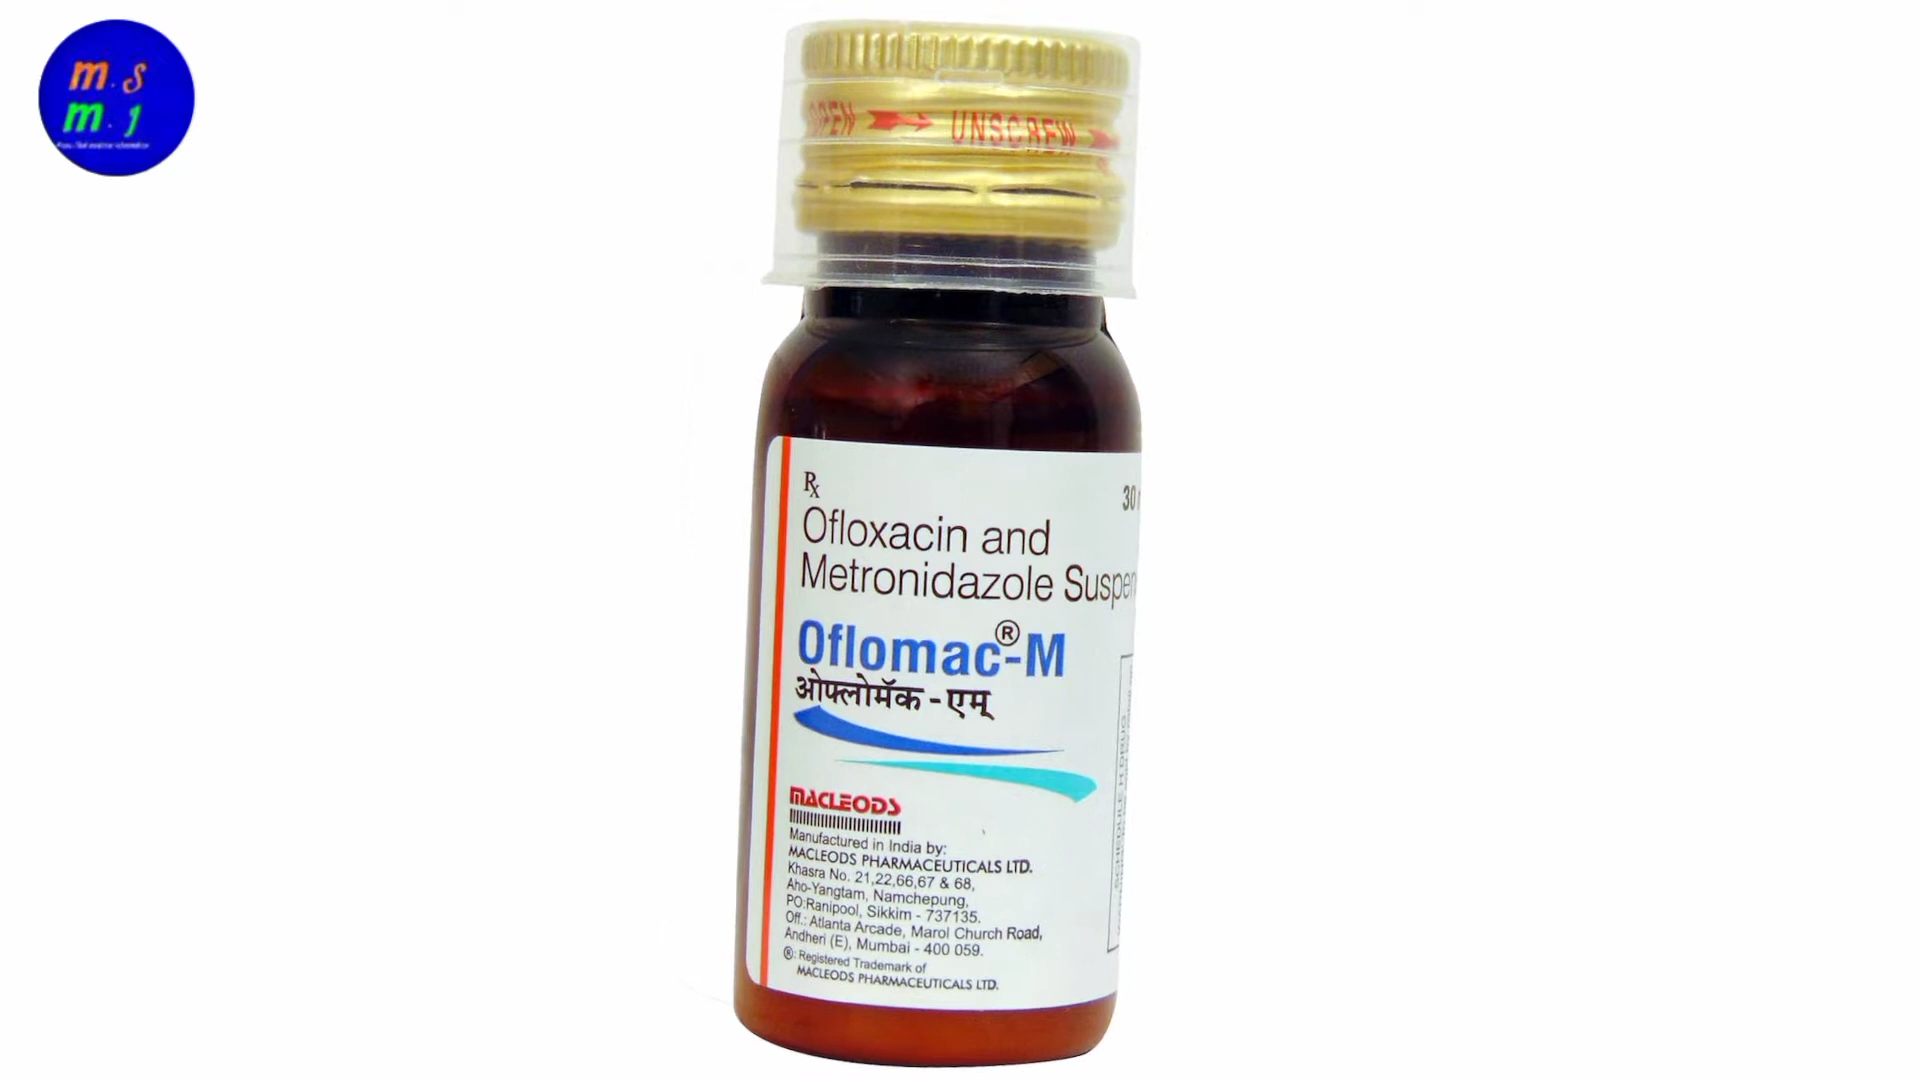 m. s
m. j
OPEN UNSCREW
Rx
30
Ofloxacin and
Metronidazole Suspen
Oflomac®-M
ओफ्लोमॅक - एम्
MACLEODS
Manufactured in India by:
MACLEODS PHARMACEUTICALS LTD.
Khasra No. 21,22,66,67 & 68,
Aho-Yangtam, Namchepung,
PO:Ranipool, Sikkim - 737135.
Off.: Atlanta Arcade, Marol Church Road,
Andheri (E), Mumbai - 400 059.
®: Registered Trademark of
MACLEODS PHARMACEUTICALS LTD.
SCHEDULE H DRUG